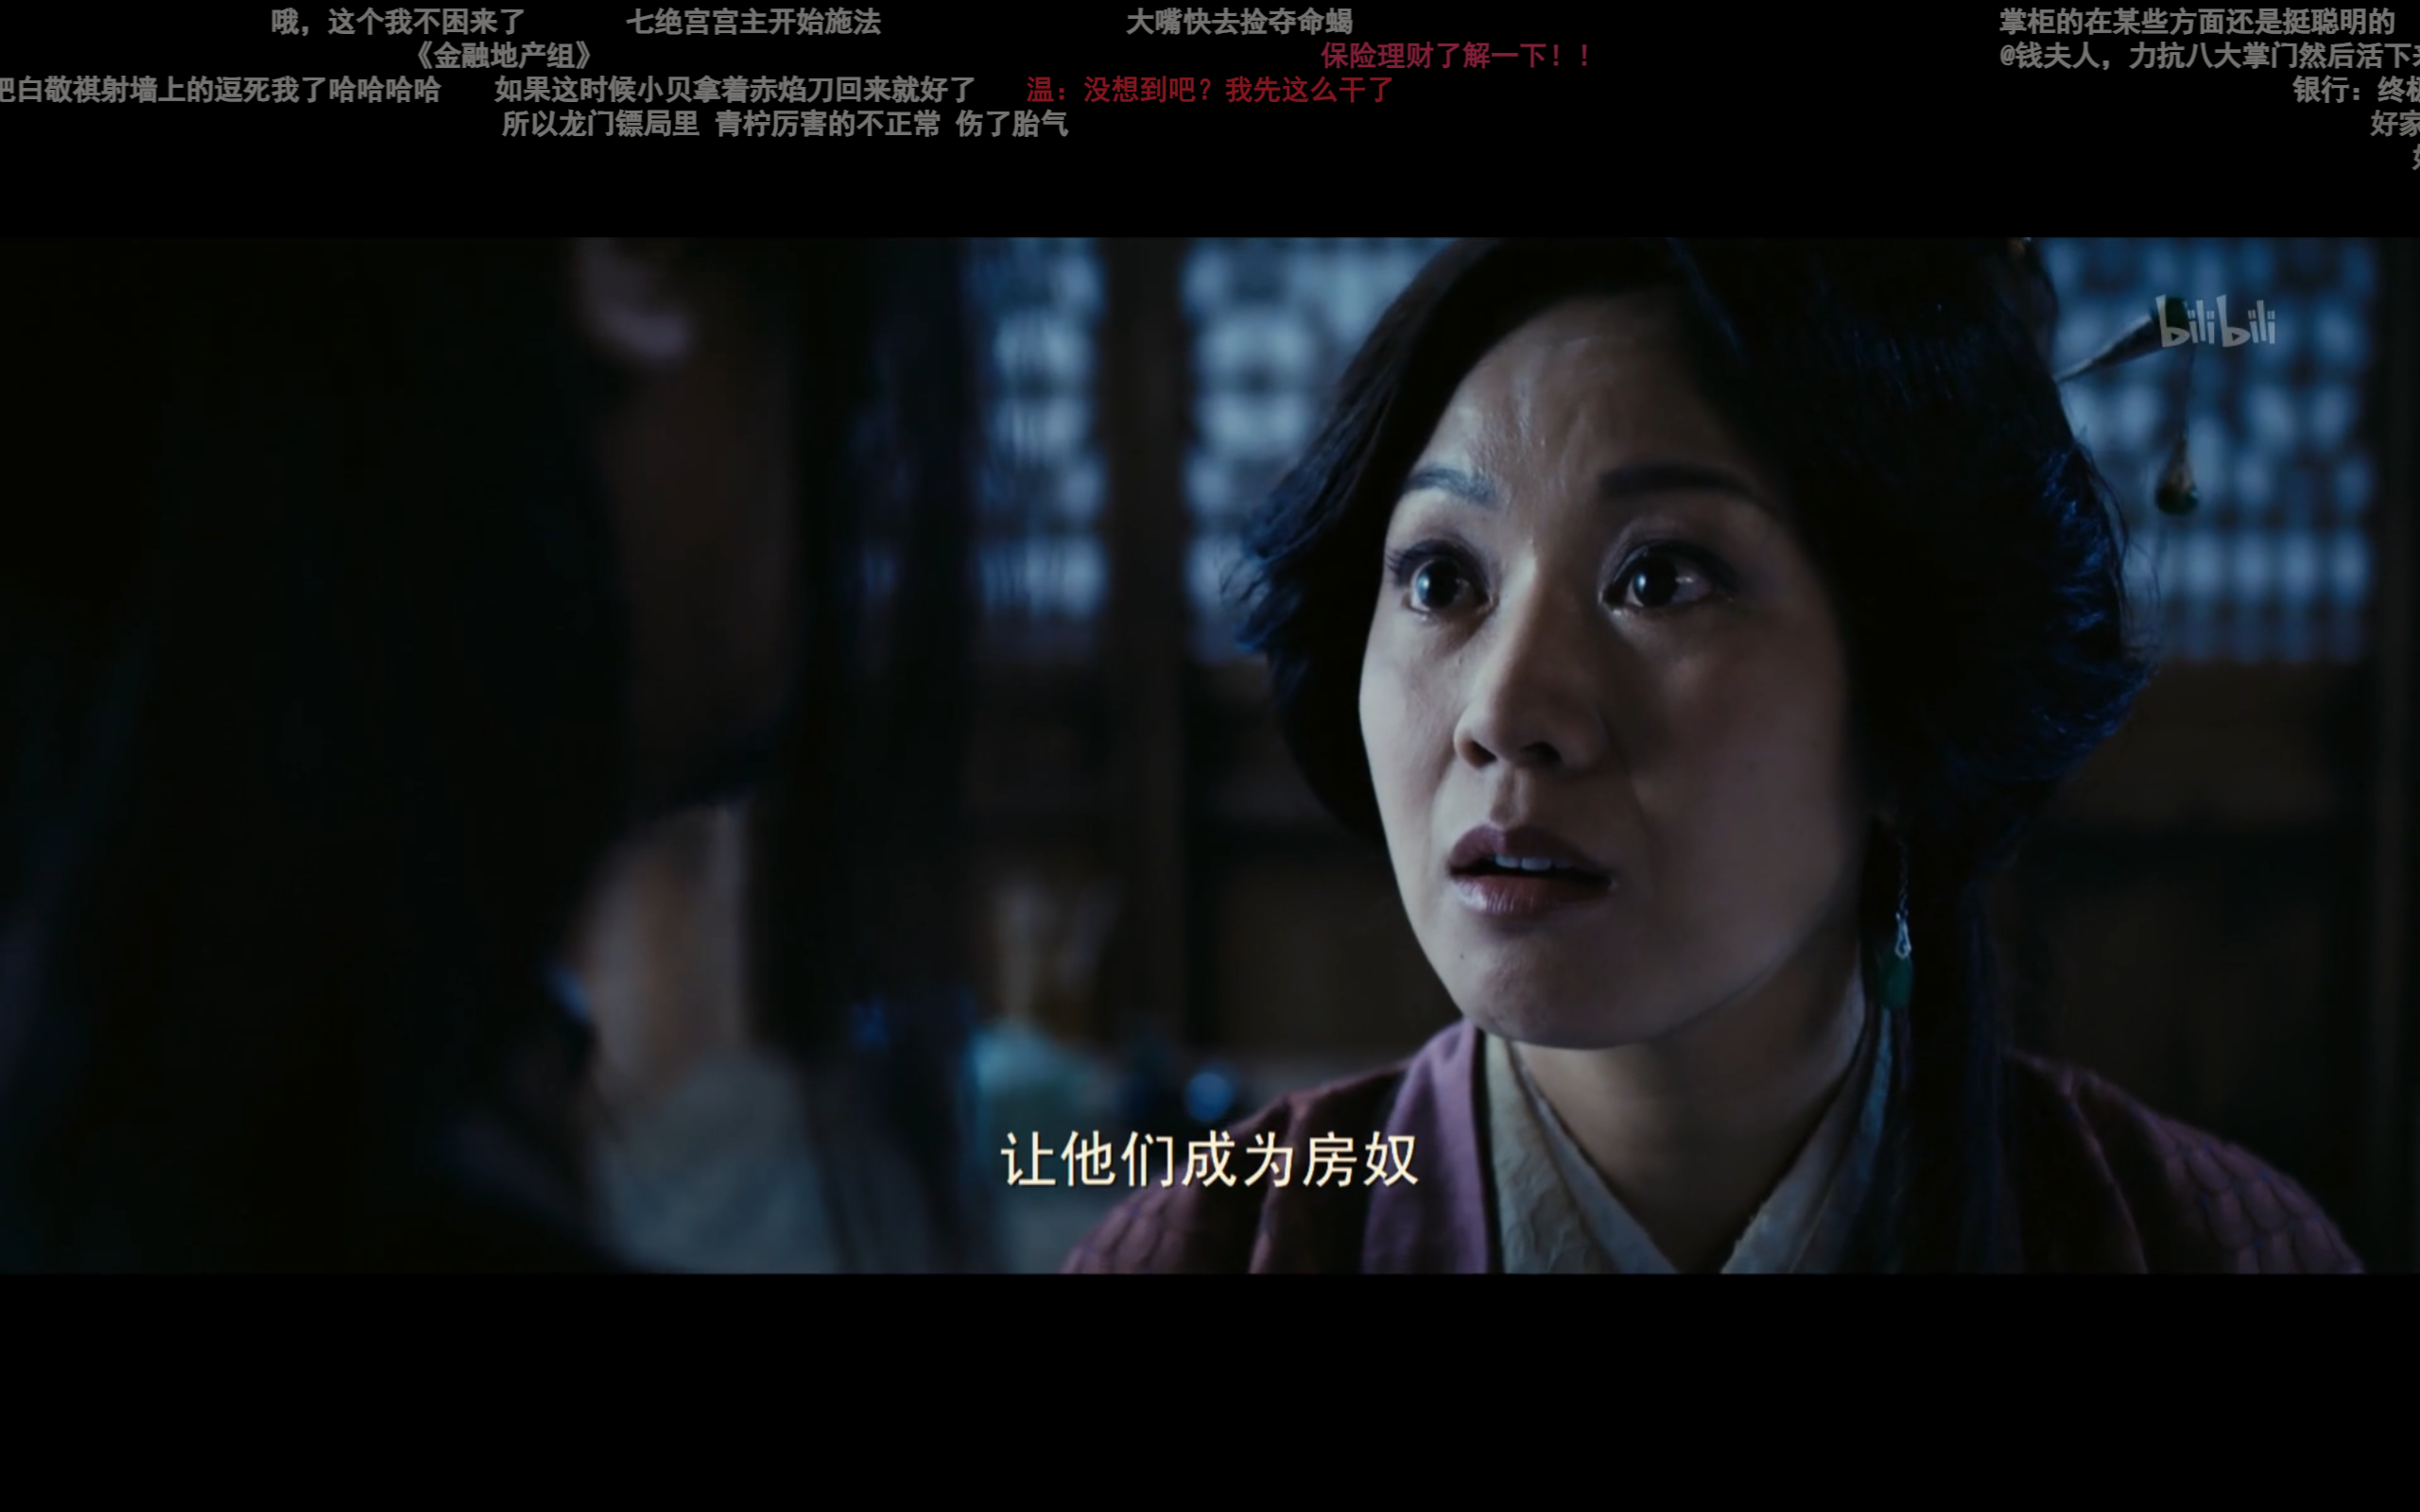 哦，这个我不困来了 七绝宫宫主开始施法 大嘴快去捡夺命蝎 掌柜的在某些方面还是挺聪明的
《金融地产组》 保险理财了解一下！！ @钱夫人，力抗八大掌门然后活下来
把白敬祺射墙上的逗死我了哈哈哈哈 如果这时候小贝拿着赤焰刀回来就好了 温：没想到吧？我先这么干了 银行：终极
所以龙门镖局里 青柠厉害的不正常 伤了胎气 好家
bilibili
让他们成为房奴